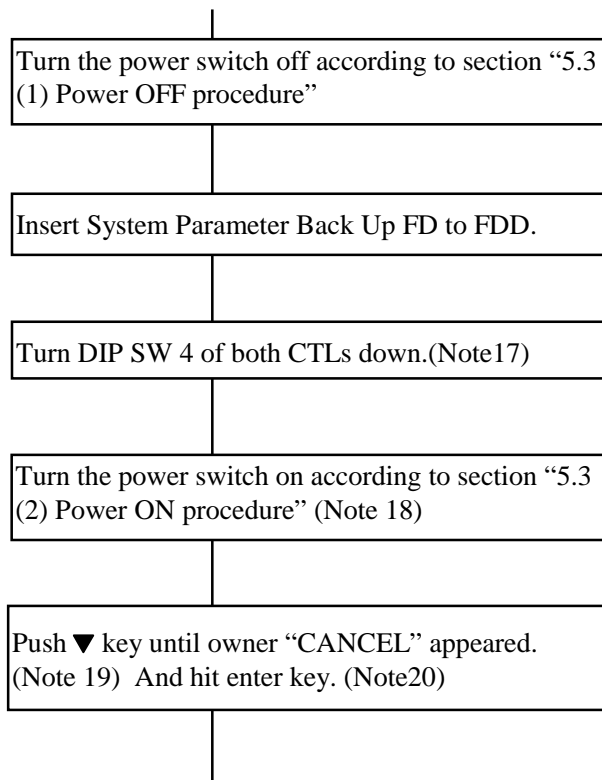 Turn the power switch off according to section “5.3
(1) Power OFF procedure”
Insert System Parameter Back Up FD to FDD.
Turn DIP SW 4 of both CTLs down.(Note17)
Turn the power switch on according to section “5.3
(2) Power ON procedure” (Note 18)
Push ▼ key until owner “CANCEL” appeared.
(Note 19)  And hit enter key. (Note20)